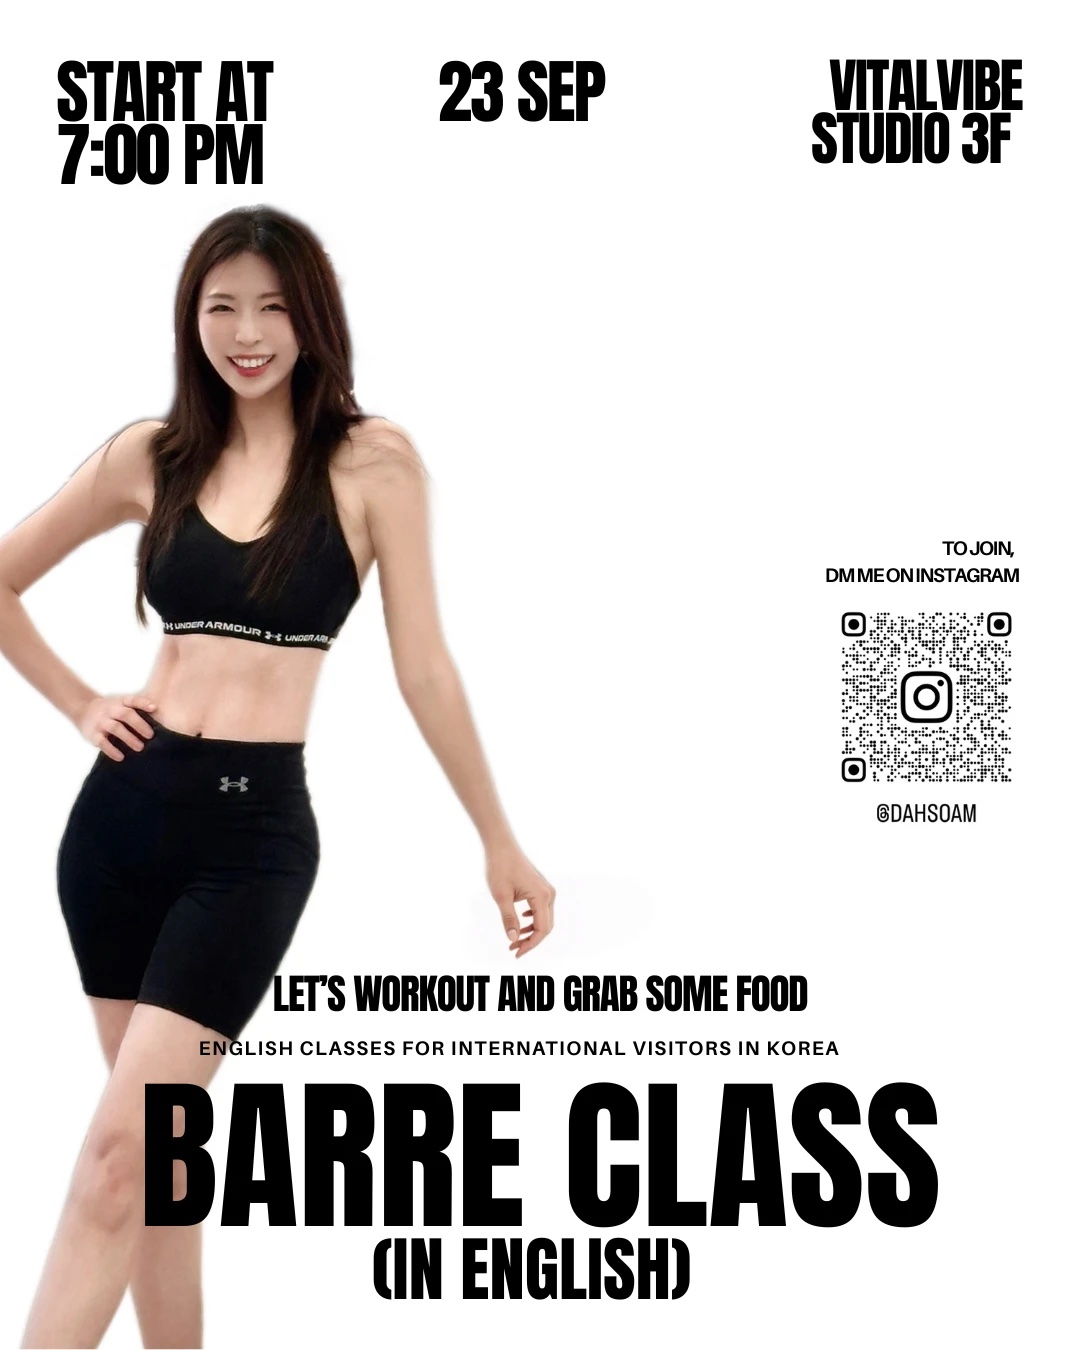 START AT
7:00 PM
23 SEP
VITALVIBE
STUDIO 3F
UNDER ARMOUR UNDER ARM
TO JOIN,
DM ME ON INSTAGRAM
@DAHSOAM
LET'S WORKOUT AND GRAB SOME FOOD
ENGLISH CLASSES FOR INTERNATIONAL VISITORS IN KOREA
BARRE CLASS
(IN ENGLISH)